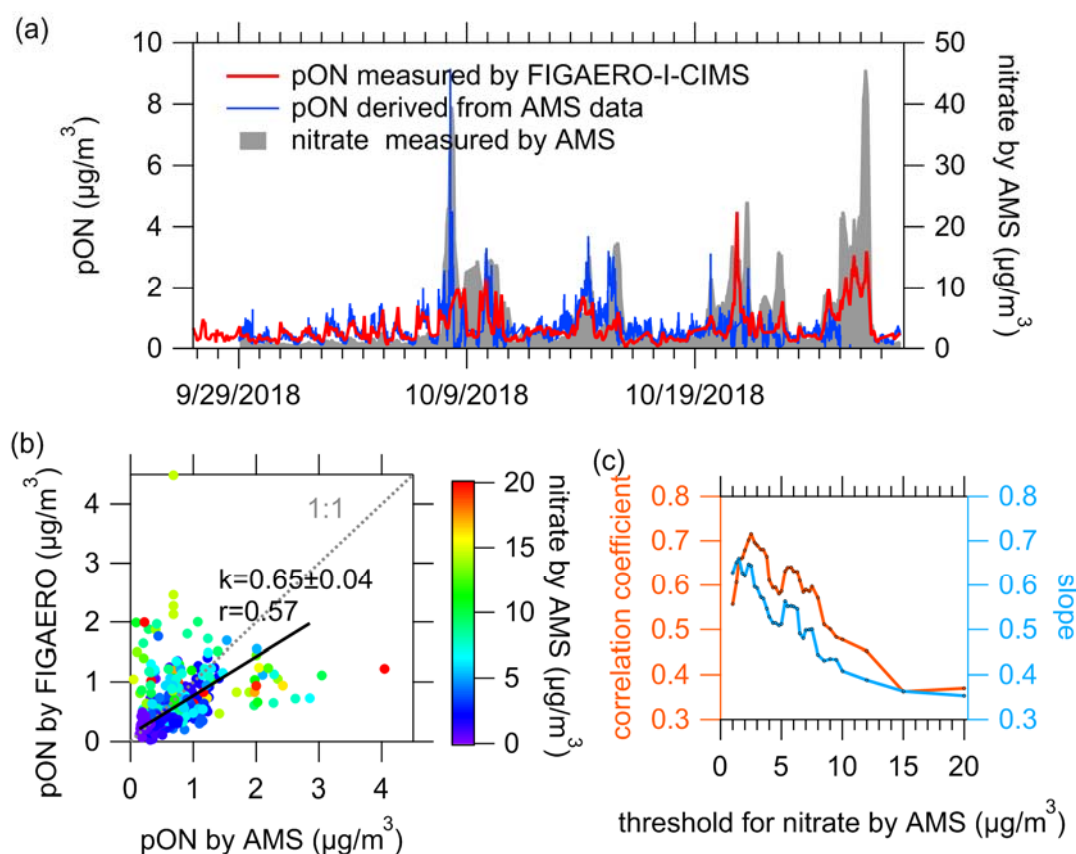 (a)
10
8
6
4
2
0
pON (µg/m³)
pON measured by FIGAERO-I-CIMS
pON derived from AMS data
nitrate measured by AMS
50
40
30
20
10
0
nitrate by AMS (µg/m³)
9/29/2018 10/9/2018 10/19/2018
(b)
pON by FIGAERO (µg/m³)
4
3
2
1
0
1:1
k=0.65±0.04
r=0.57
0 1 2 3 4
pON by AMS (µg/m³)
20
15
10
5
0
nitrate by AMS (µg/m³)
(c)
correlation coefficient
0.8
0.7
0.6
0.5
0.4
0.3
0.8
0.7
0.6
0.5
0.4
0.3
slope
0 5 10 15 20
threshold for nitrate by AMS (µg/m³)